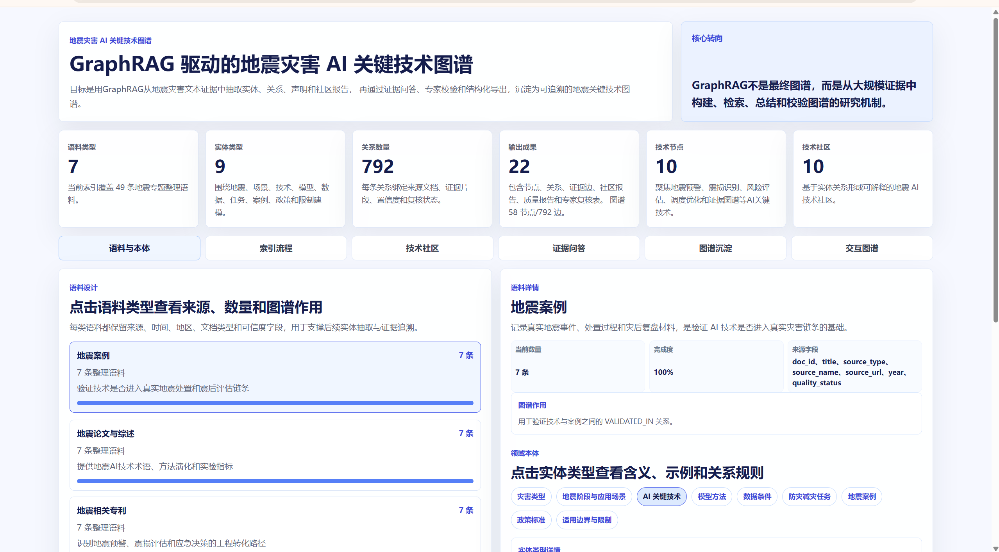 地震灾害 AI 关键技术图谱
GraphRAG 驱动的地震灾害 AI 关键技术图谱
目标是用GraphRAG从地震灾害文本证据中抽取实体、关系、声明和社区报告， 再通过证据问答、专家校验和结构化导出，沉淀为可追溯的地震关键技术图
谱。
核心转向
GraphRAG不是最终图谱，而是从大规模证据中
构建、检索、总结和校验图谱的研究机制。
语料类型
7
当前索引覆盖 49 条地震专题整理语
料。
实体类型
9
围绕地震、场景、技术、模型、数
据、任务、案例、政策和限制建
模。
关系数量
792
每条关系绑定来源文档、证据片
段、置信度和复核状态。
输出成果
22
包含节点、关系、证据边、社区报
告、质量报告和专家复核表。 图谱
58 节点/792 边。
技术节点
10
聚焦地震预警、震损识别、风险评
估、调度优化和证据图谱等AI关键
技术。
技术社区
10
基于实体关系形成可解释的地震 AI
技术社区。
语料与本体
索引流程
技术社区
证据问答
图谱沉淀
交互图谱
语料设计
点击语料类型查看来源、数量和图谱作用
每类语料都保留来源、时间、地区、文档类型和可信度字段，用于支撑后续实体抽取与证据追溯。
地震案例
7 条
7 条整理语料
验证技术是否进入真实地震处置和震后评估链条
地震论文与综述
7 条
7 条整理语料
提供地震AI技术术语、方法演化和实验指标
地震相关专利
7 条
7 条整理语料
识别地震预警、震损评估和应急决策的工程转化路径
语料详情
地震案例
记录真实地震事件、处置过程和灾后复盘材料，是验证 AI 技术是否进入真实灾害链条的基础。
当前数量
7 条
完成度
100%
来源字段
doc_id、title、source_type、
source_name、source_url、year、
quality_status
图谱作用
用于验证技术与案例之间的 VALIDATED_IN 关系。
领域本体
点击实体类型查看含义、示例和关系规则
灾害类型
地震阶段与应用场景
AI 关键技术
模型方法
数据条件
防灾减灾任务
地震案例
政策标准
适用边界与限制
实体类型详情